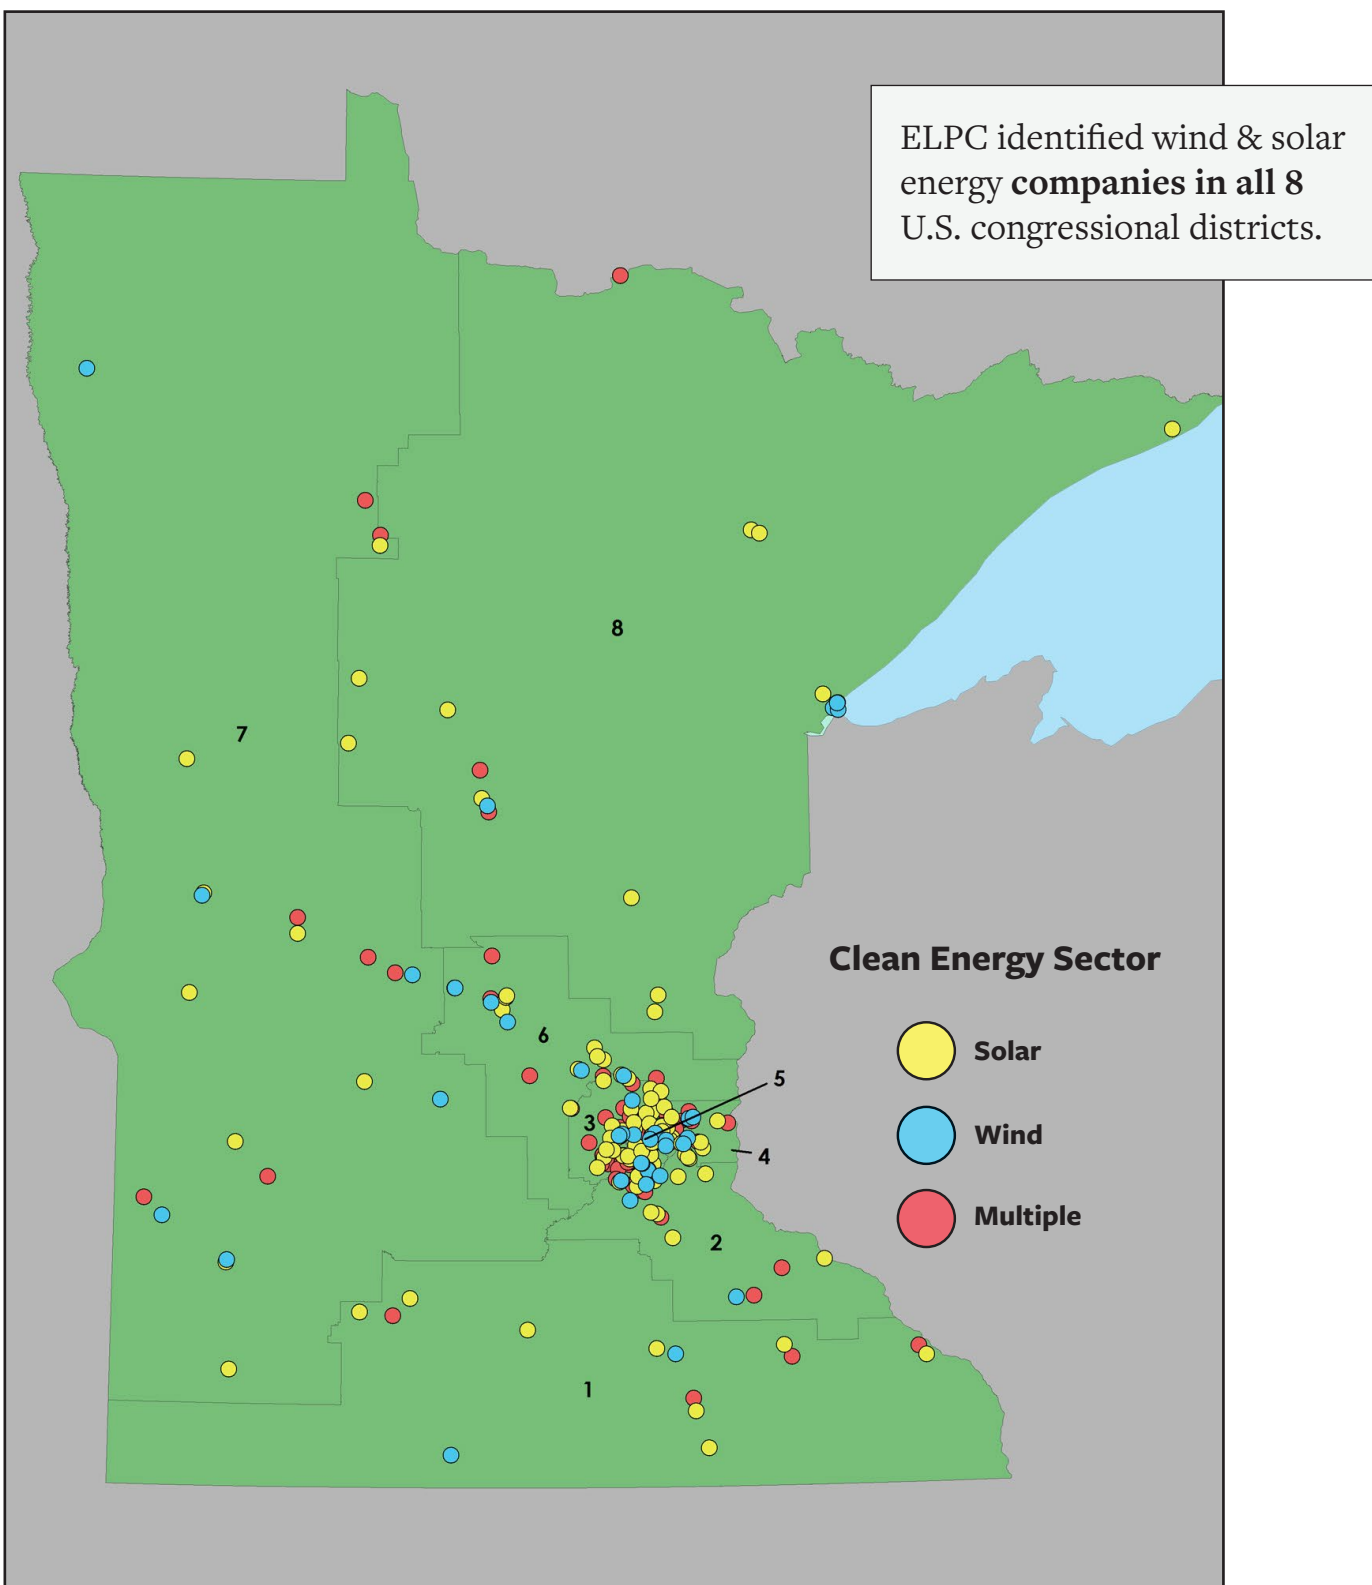 ELPC identified wind & solar
energy companies in all 8
U.S. congressional districts.
8
7
Clean Energy Sector
6
Solar
5
3
Wind
4
Multiple
2
1